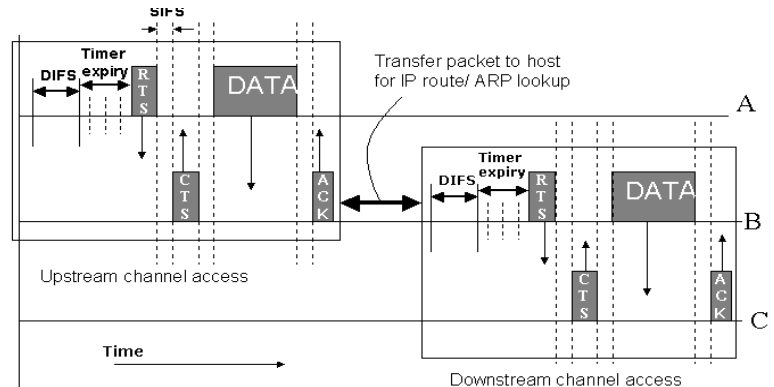 SIFS
Timer
expiry
DIFS
RTS
DATA
Transfer packet to host
for IP route/ ARP lookup
A
CTS
ACK
Timer
expiry
DIFS
RTS
DATA
B
Upstream channel access
CTS
ACK
C
Time
Downstream channel access